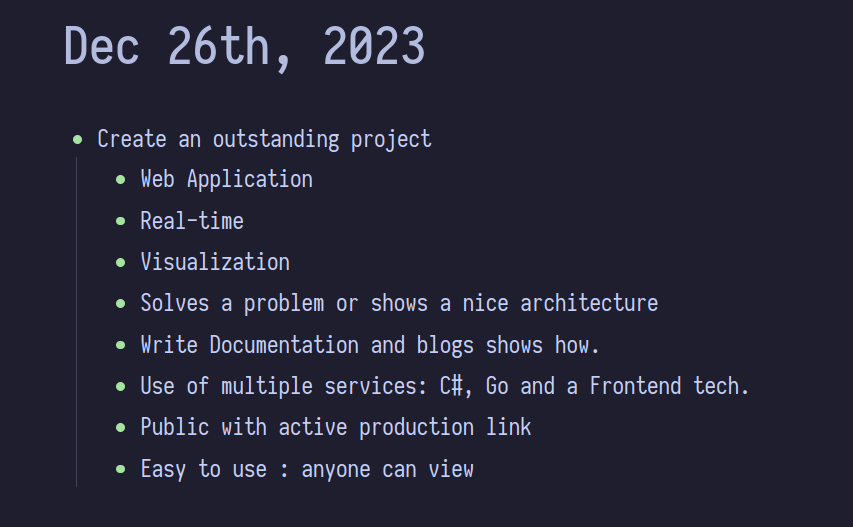 Dec 26th, 2023
Create an outstanding project
Web Application
Real-time
Visualization
Solves a problem or shows a nice architecture
Write Documentation and blogs shows how.
Use of multiple services: C#, Go and a Frontend tech.
Public with active production link
Easy to use : anyone can view